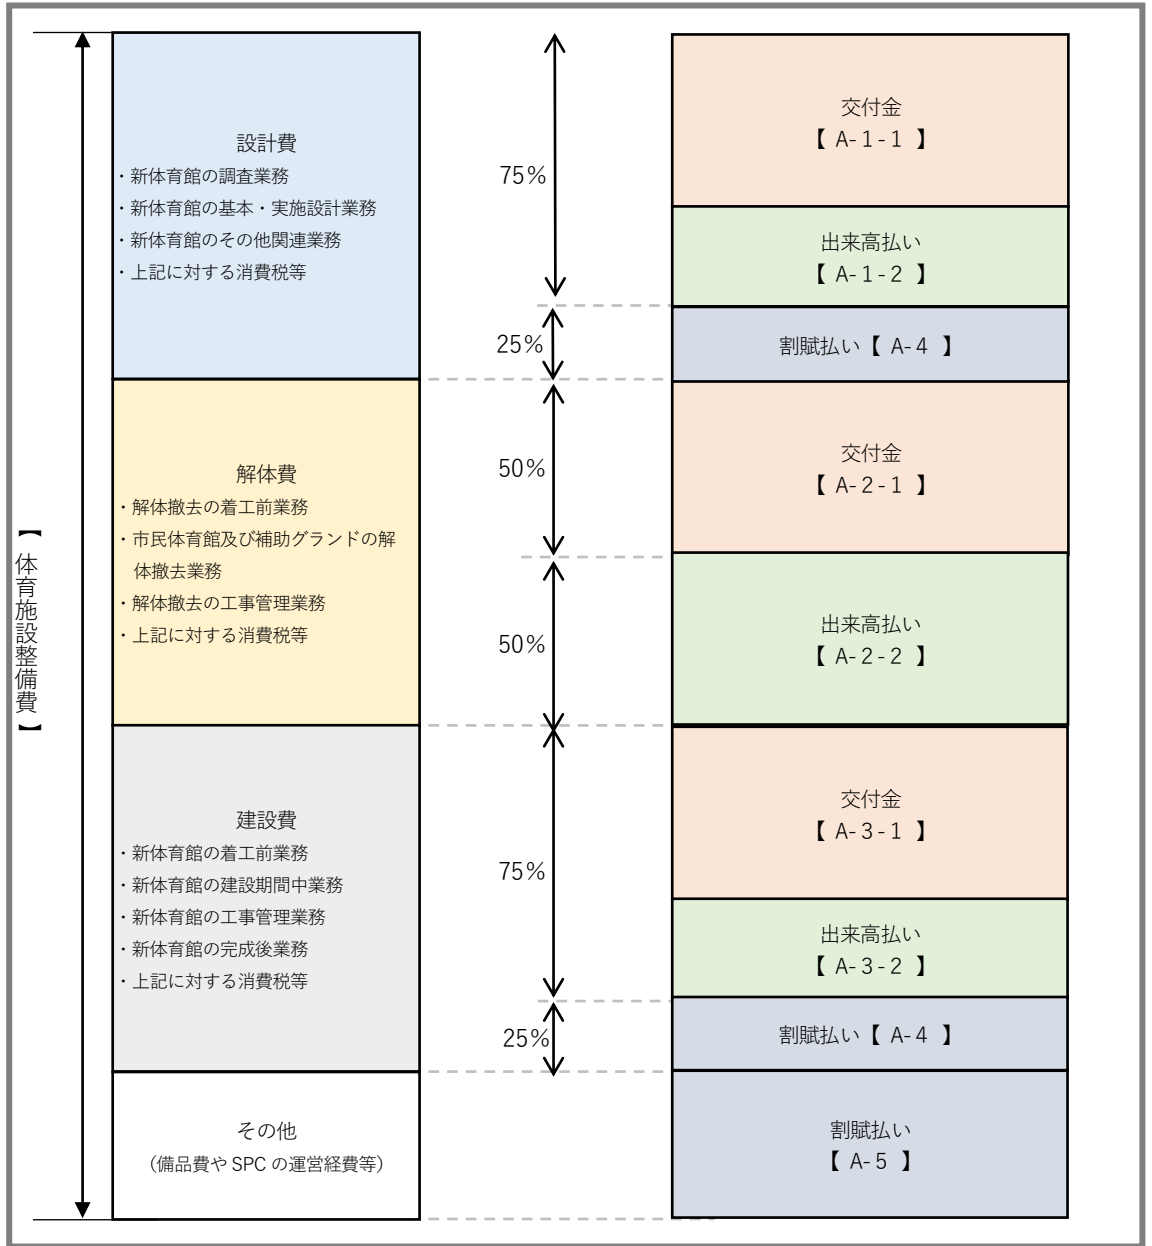 【体育施設整備費】
設計費
・新体育館の調査業務
・新体育館の基本・実施設計業務
・新体育館のその他関連業務
・上記に対する消費税等
解体費
・解体撤去の着工前業務
・市民体育館及び補助グランドの解
体撤去業務
・解体撤去の工事管理業務
・上記に対する消費税等
建設費
・新体育館の着工前業務
・新体育館の建設期間中業務
・新体育館の工事管理業務
・新体育館の完成後業務
・上記に対する消費税等
その他
（備品費や SPC の運営経費等）
75%
25%
50%
50%
75%
25%
交付金
【 A-1-1 】
出来高払い
【 A-1-2 】
割賦払い【 A-4 】
交付金
【 A-2-1 】
出来高払い
【 A-2-2 】
交付金
【 A-3-1 】
出来高払い
【 A-3-2 】
割賦払い【 A-4 】
割賦払い
【 A-5 】